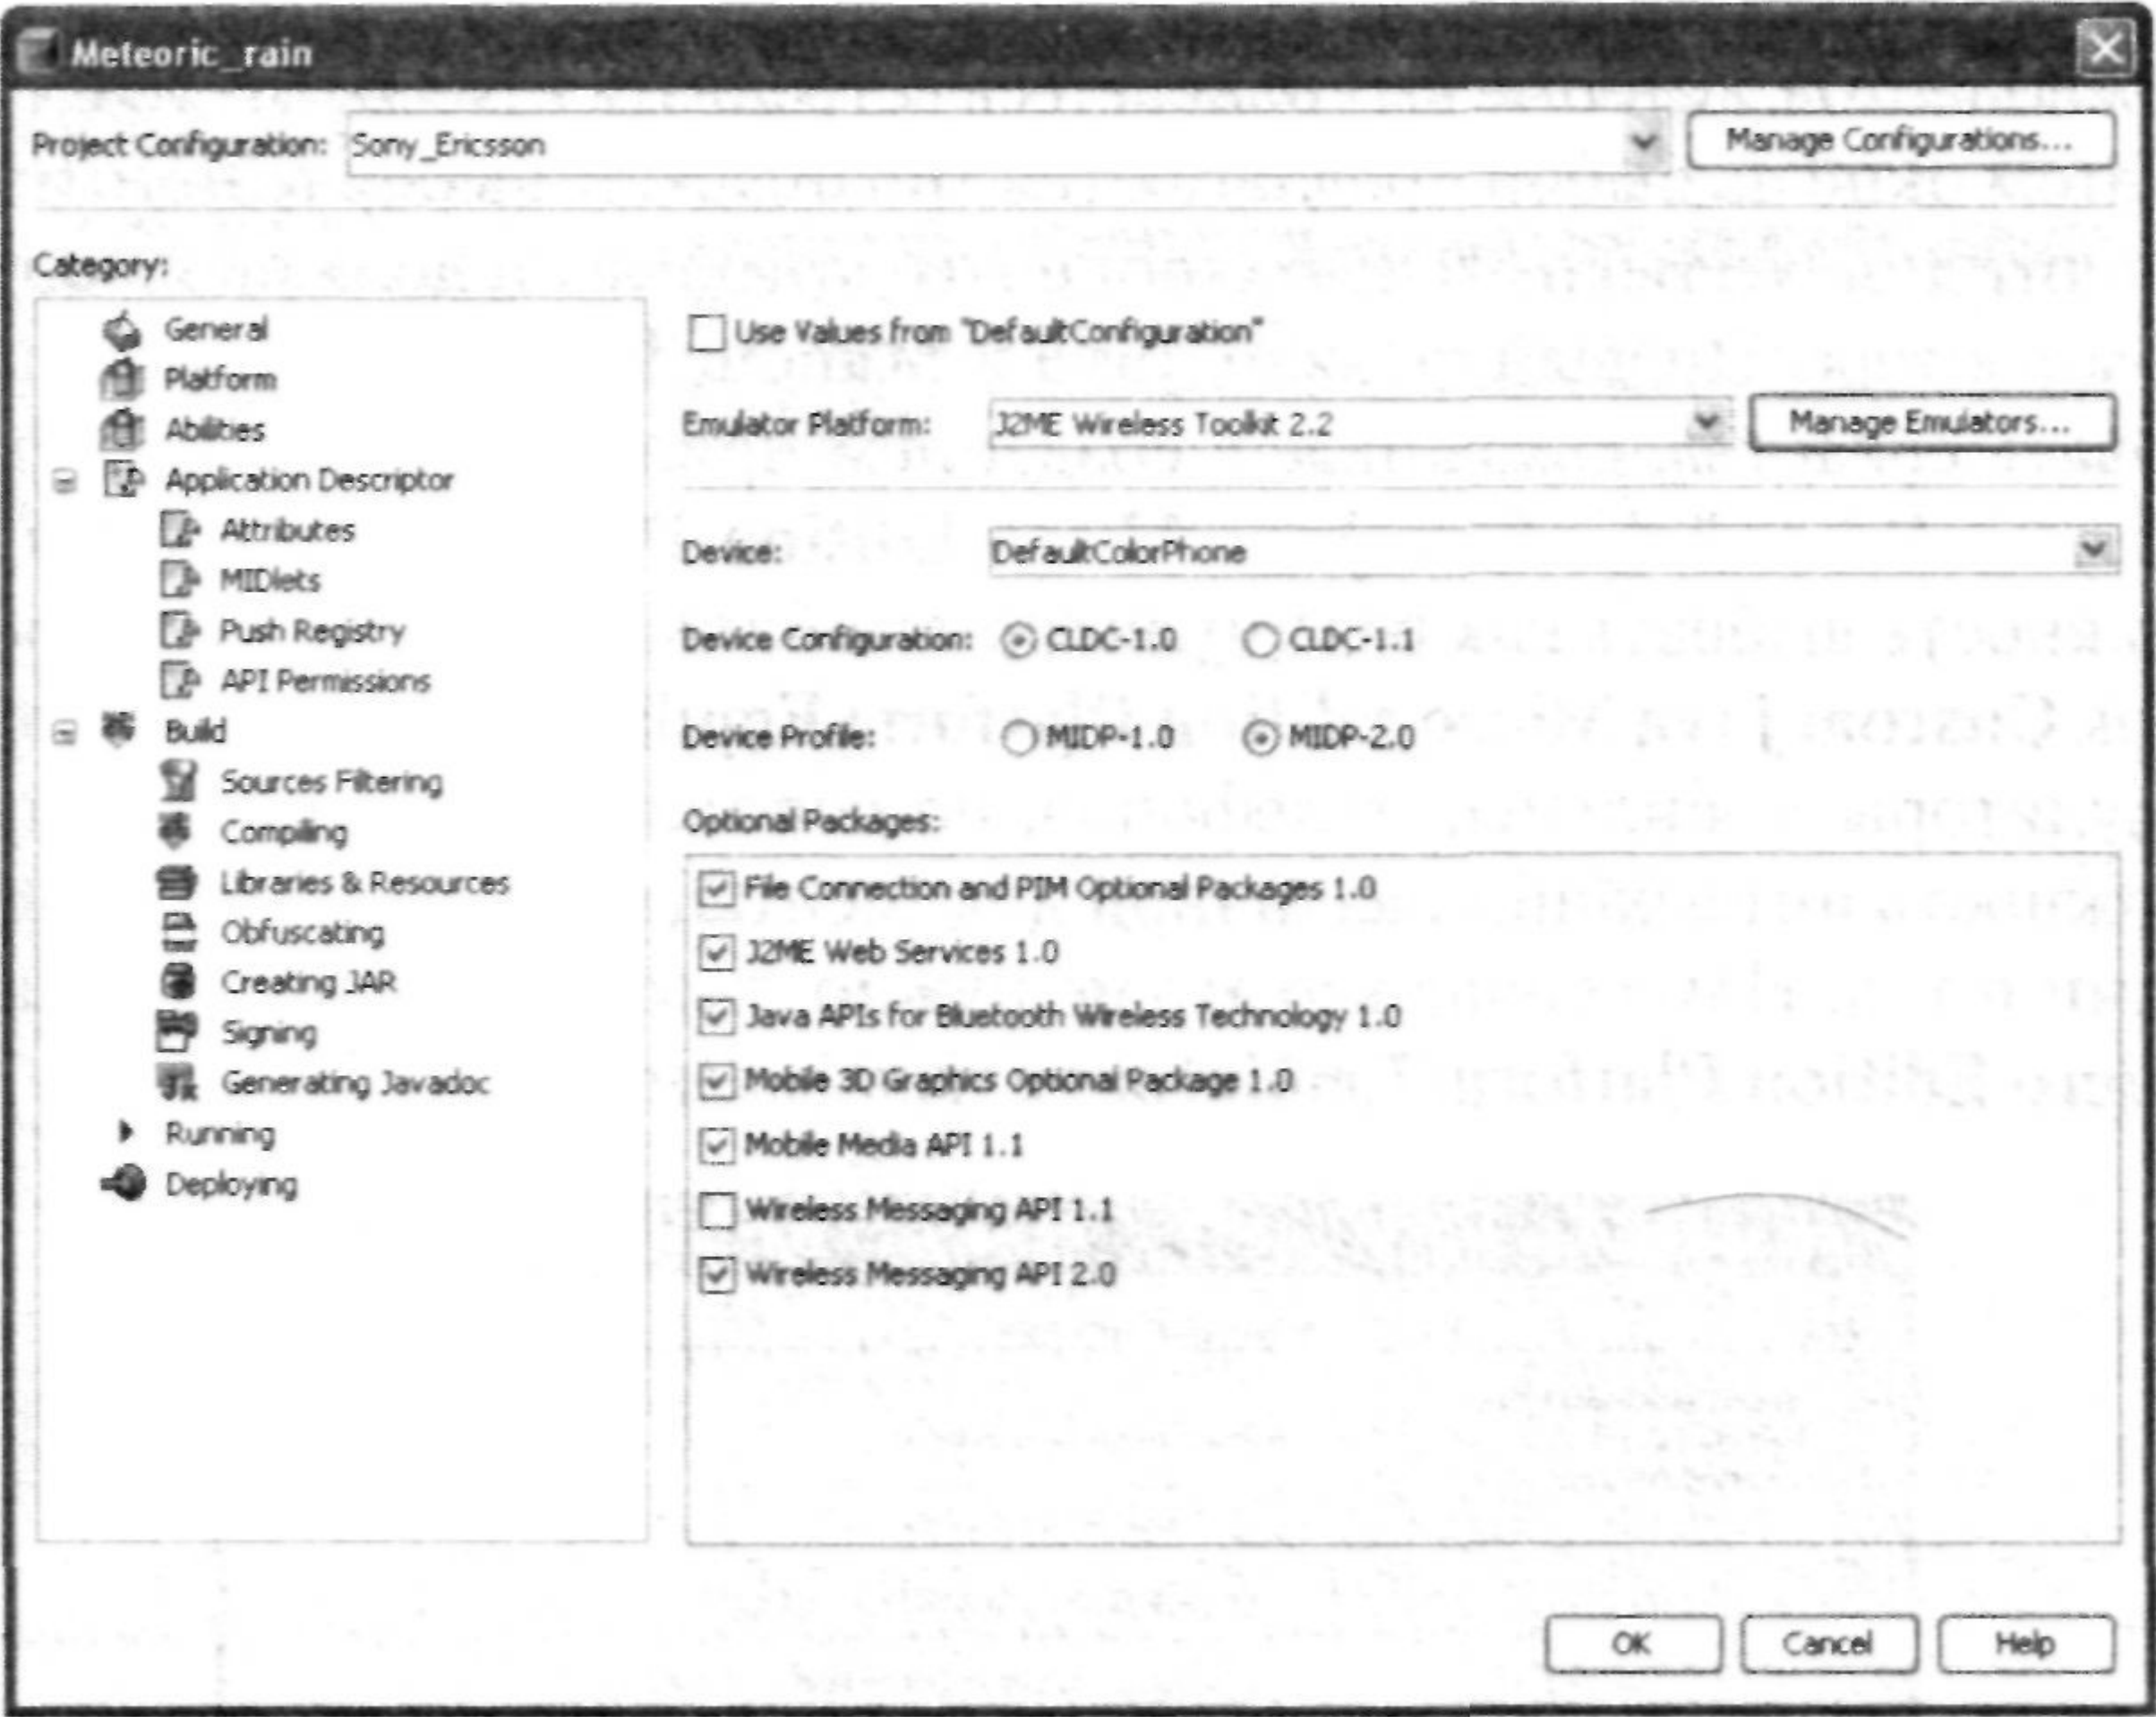 Meteoric_rain
Project Configuration: Sony_Ericsson Manage Configurations...
Category:
General
Platform
Abilities
Application Descriptor
Attributes
MIDlets
Push Registry
API Permissions
Build
Sources Filtering
Compiling
Libraries & Resources
Obfuscating
Creating JAR
Signing
Generating Javadoc
Running
Deploying
Use Values from "DefaultConfiguration"
Emulator Platform: J2ME Wireless Toolkit 2.2 Manage Emulators...
Device: DefaultColorPhone
Device Configuration: CLDC-1.0 CLDC-1.1
Device Profile: MIDP-1.0 MIDP-2.0
Optional Packages:
File Connection and PIM Optional Packages 1.0
J2ME Web Services 1.0
Java APIs for Bluetooth Wireless Technology 1.0
Mobile 3D Graphics Optional Package 1.0
Mobile Media API 1.1
Wireless Messaging API 1.1
Wireless Messaging API 2.0
OK Cancel Help